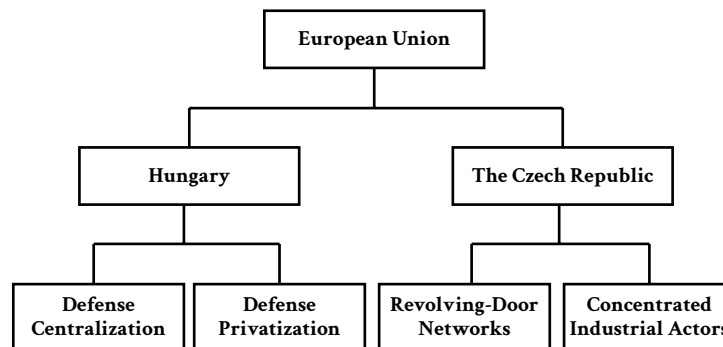 European Union
Hungary
The Czech Republic
Defense
Centralization
Defense
Privatization
Revolving-Door
Networks
Concentrated
Industrial Actors